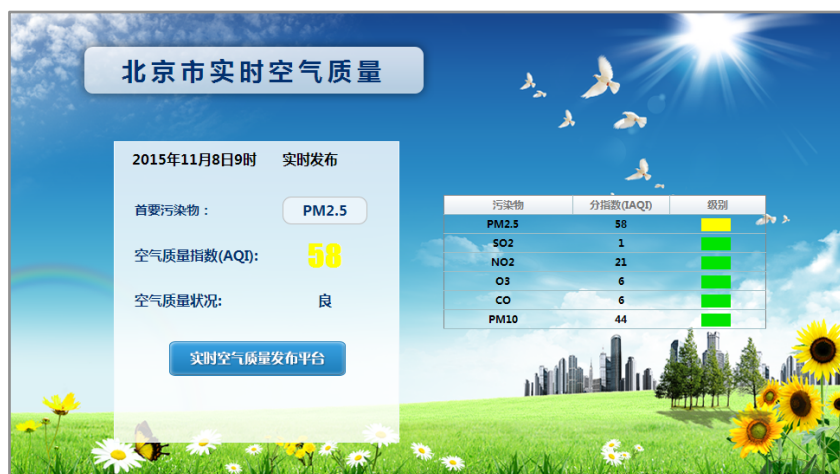 北京市实时空气质量
2015年11月8日9时 实时发布
首要污染物： PM2.5
空气质量指数(AQI): 58
空气质量状况: 良
实时空气质量发布平台
污染物 分指数(IAQI) 级别
PM2.5 58
SO2 1
NO2 21
O3 6
CO 6
PM10 44